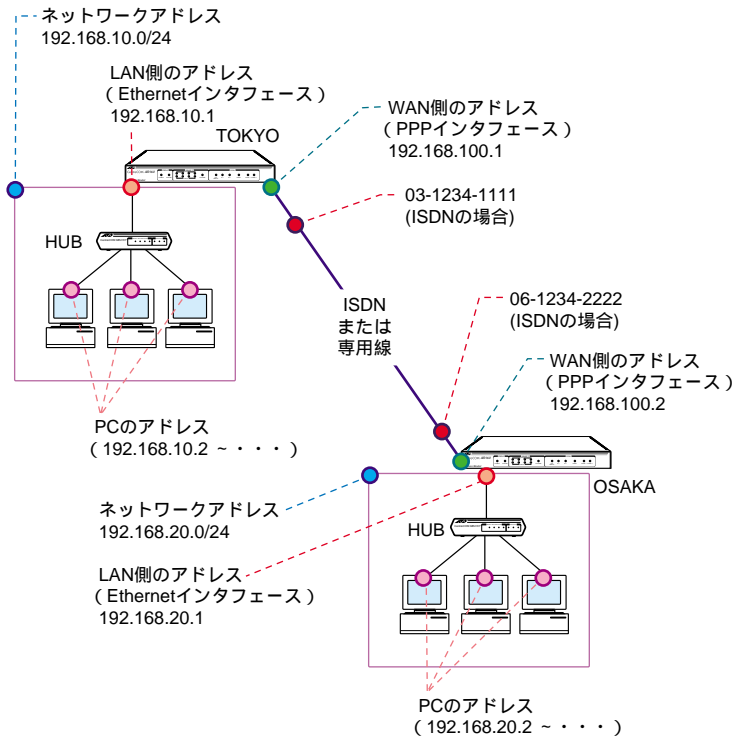 ネットワークアドレス
192.168.10.0/24
LAN側のアドレス
（Ethernetインタフェース）
192.168.10.1
TOKYO
WAN側のアドレス
（PPPインタフェース）
192.168.100.1
03-1234-1111
(ISDNの場合)
HUB
ISDN
または
専用線
06-1234-2222
(ISDNの場合)
WAN側のアドレス
（PPPインタフェース）
192.168.100.2
PCのアドレス
（192.168.10.2 ~ ・・・）
OSAKA
ネットワークアドレス
192.168.20.0/24
HUB
LAN側のアドレス
（Ethernetインタフェース）
192.168.20.1
PCのアドレス
（192.168.20.2 ~ ・・・）